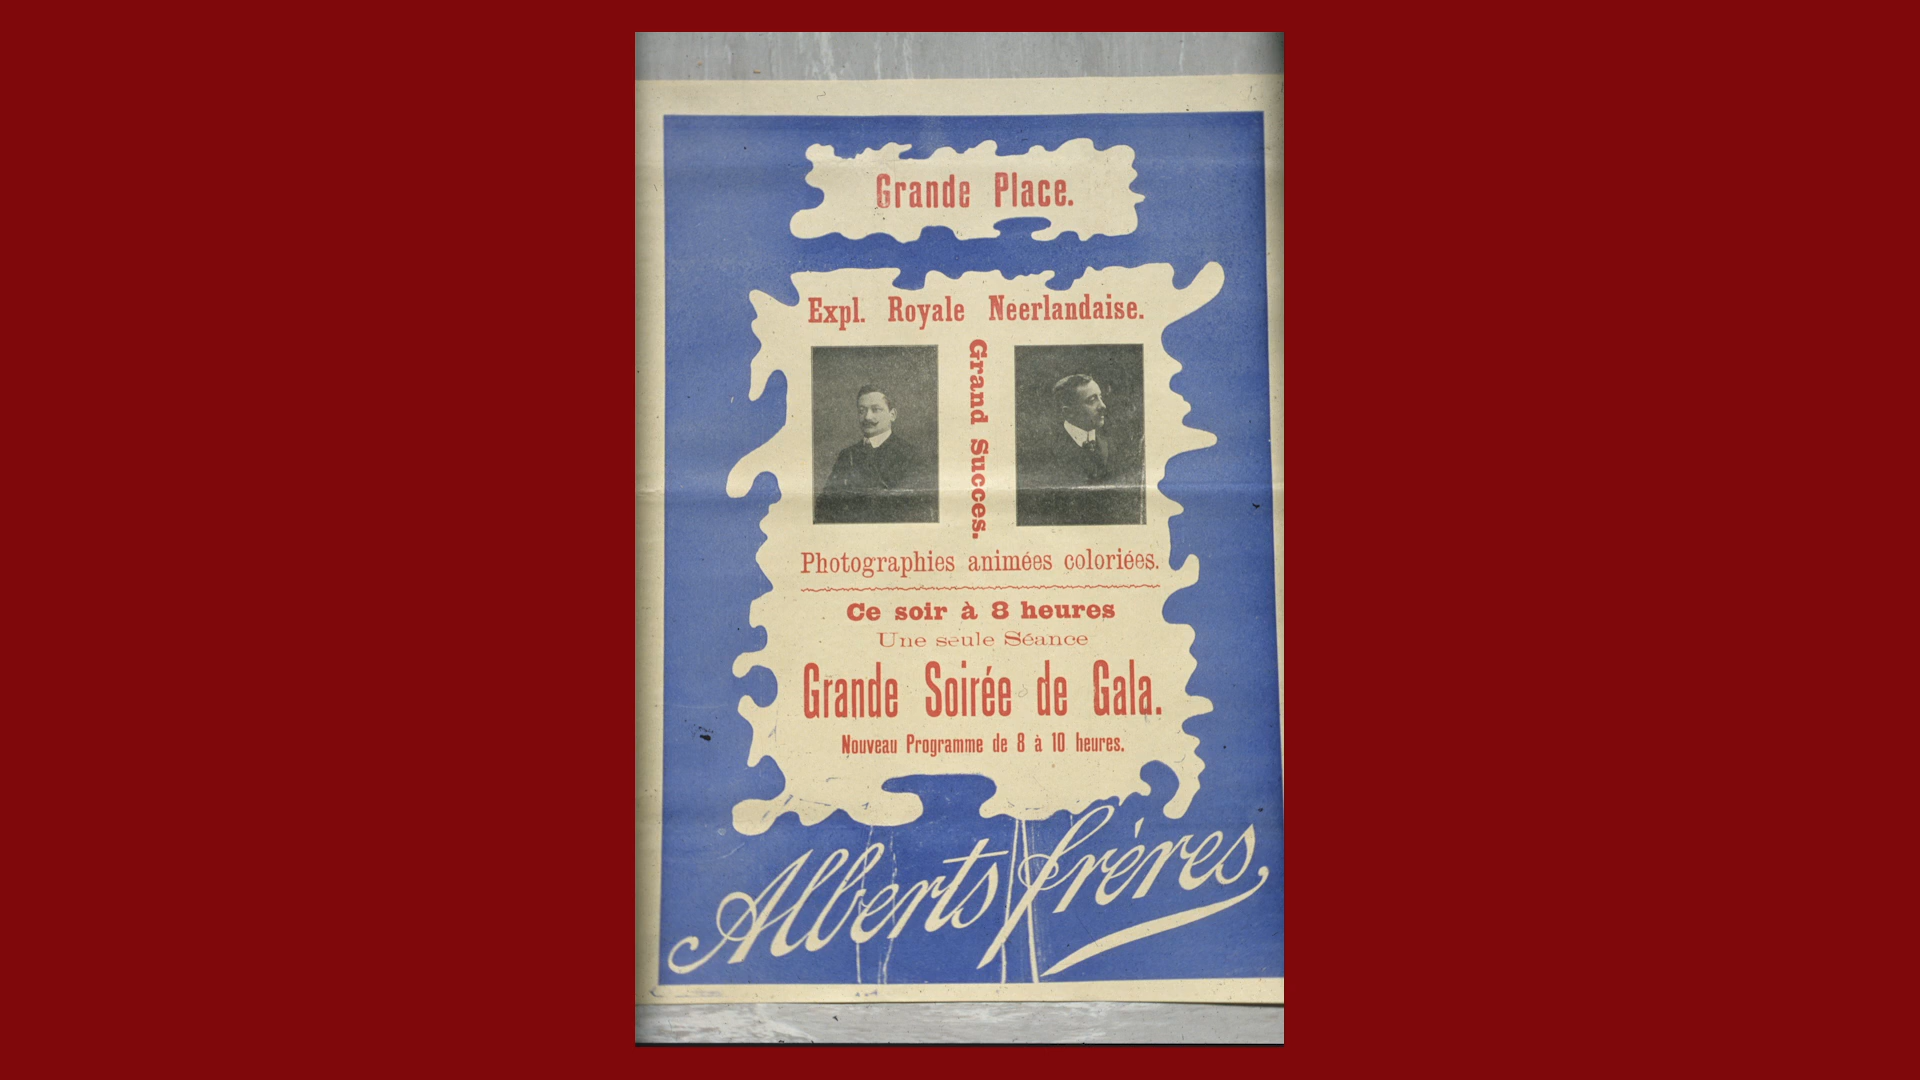 Grande Place.
Expl. Royale Neerlandaise.
Grand Succes.
Photographies animées coloriées.
Ce soir à 8 heures
Une seule Séance
Grande Soirée de Gala.
Nouveau Programme de 8 à 10 heures.
Alberts frères,